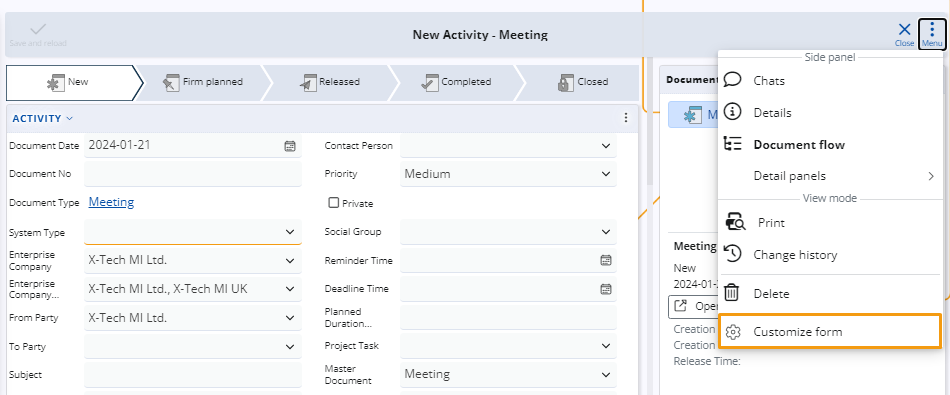 Save and reload
New Activity - Meeting
Close
Menu
New
Firm planned
Released
Completed
Closed
ACTIVITY
Document Date
2024-01-21
Document No
Document Type
Meeting
System Type
Enterprise
Company
X-Tech MI Ltd.
Enterprise
Company...
X-Tech MI Ltd., X-Tech MI UK
From Party
X-Tech MI Ltd.
To Party
Subject
Contact Person
Priority
Medium
Private
Social Group
Reminder Time
Deadline Time
Planned
Duration...
Project Task
Master
Document
Meeting
Document
M
Meeting
New
2024-01-
Open
Creation
Creation
Release Time:
Side panel
Chats
Details
Document flow
Detail panels
View mode
Print
Change history
Delete
Customize form